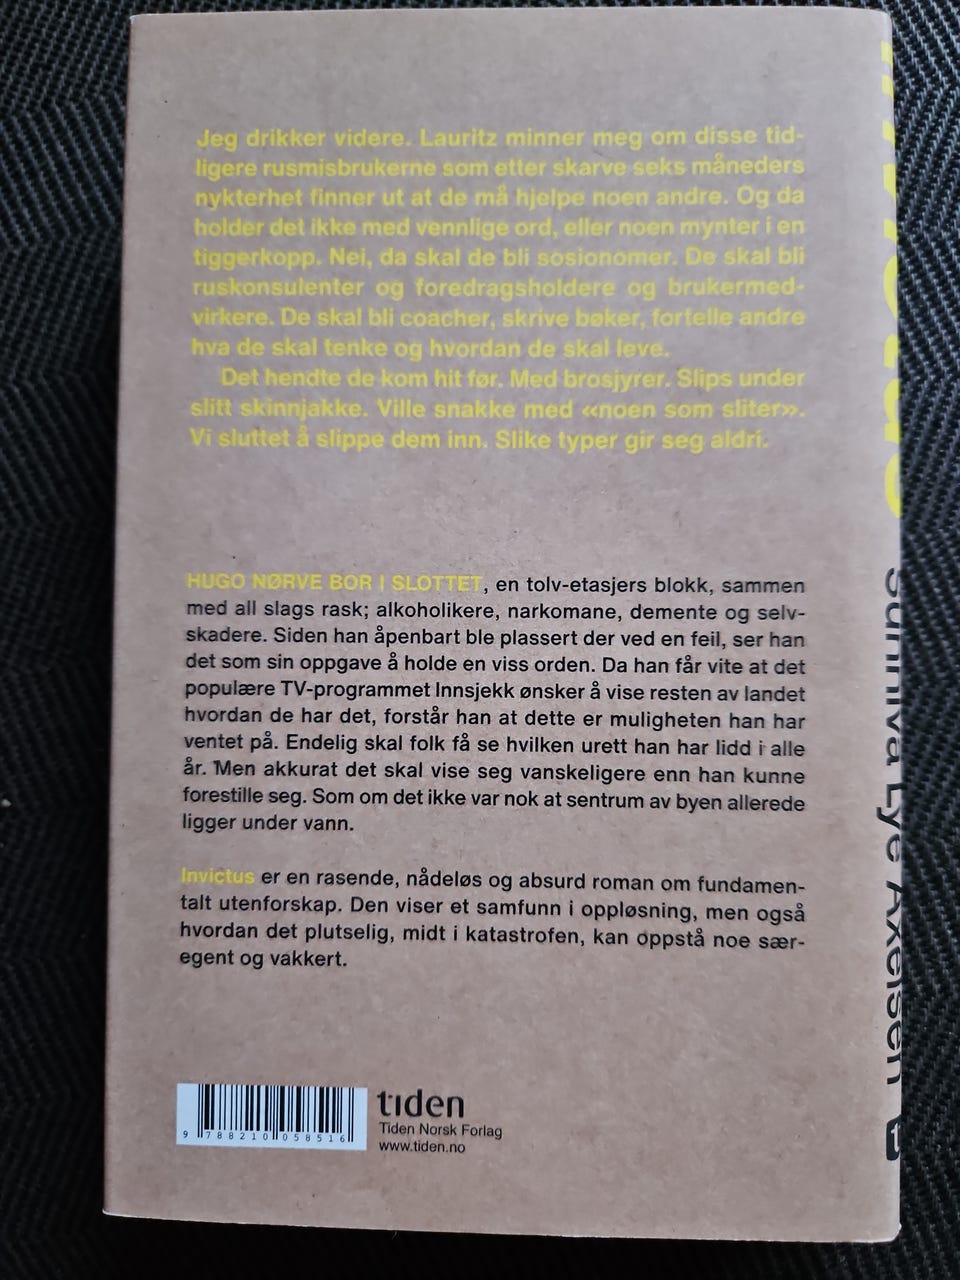 Jeg drikker videre. Lauritz minner meg om disse tid-
ligere rusmisbrukerne som etter skarve seks måneders
nykterhet finner ut at de må hjelpe noen andre. Og da
holder det ikke med vennlige ord, eller noen mynter i en
tiggerkopp. Nei, da skal de bli sosionomer. De skal bli
ruskonsulenter og foredragsholdere og brukermed-
virkere. De skal bli coacher, skrive bøker, fortelle andre
hva de skal tenke og hvordan de skal leve.
Det hendte de kom hit før. Med brosjyrer. Slips under
slitt skinnjakke. Ville snakke med «noen som sliter».
Vi sluttet å slippe dem inn. Slike typer gir seg aldri.
HUGO NØRVE BOR I SLOTTET, en tolv-etasjers blokk, sammen
med all slags rask; alkoholikere, narkomane, demente og selv-
skadere. Siden han åpenbart ble plassert der ved en feil, ser han
det som sin oppgave å holde en viss orden. Da han får vite at det
populære TV-programmet Innsjekk ønsker å vise resten av landet
hvordan de har det, forstår han at dette er muligheten han har
ventet på. Endelig skal folk få se hvilken urett han har lidd i alle
år. Men akkurat det skal vise seg vanskeligere enn han kunne
forestille seg. Som om det ikke var nok at sentrum av byen allerede
ligger under vann.
Invictus er en rasende, nådeløs og absurd roman om fundamen-
talt utenforskap. Den viser et samfunn i oppløsning, men også
hvordan det plutselig, midt i katastrofen, kan oppstå noe sær-
egent og vakkert.
9 788210 058516
tiden
Tiden Norsk Forlag
www.tiden.no
Sunniva Lye Axelsen